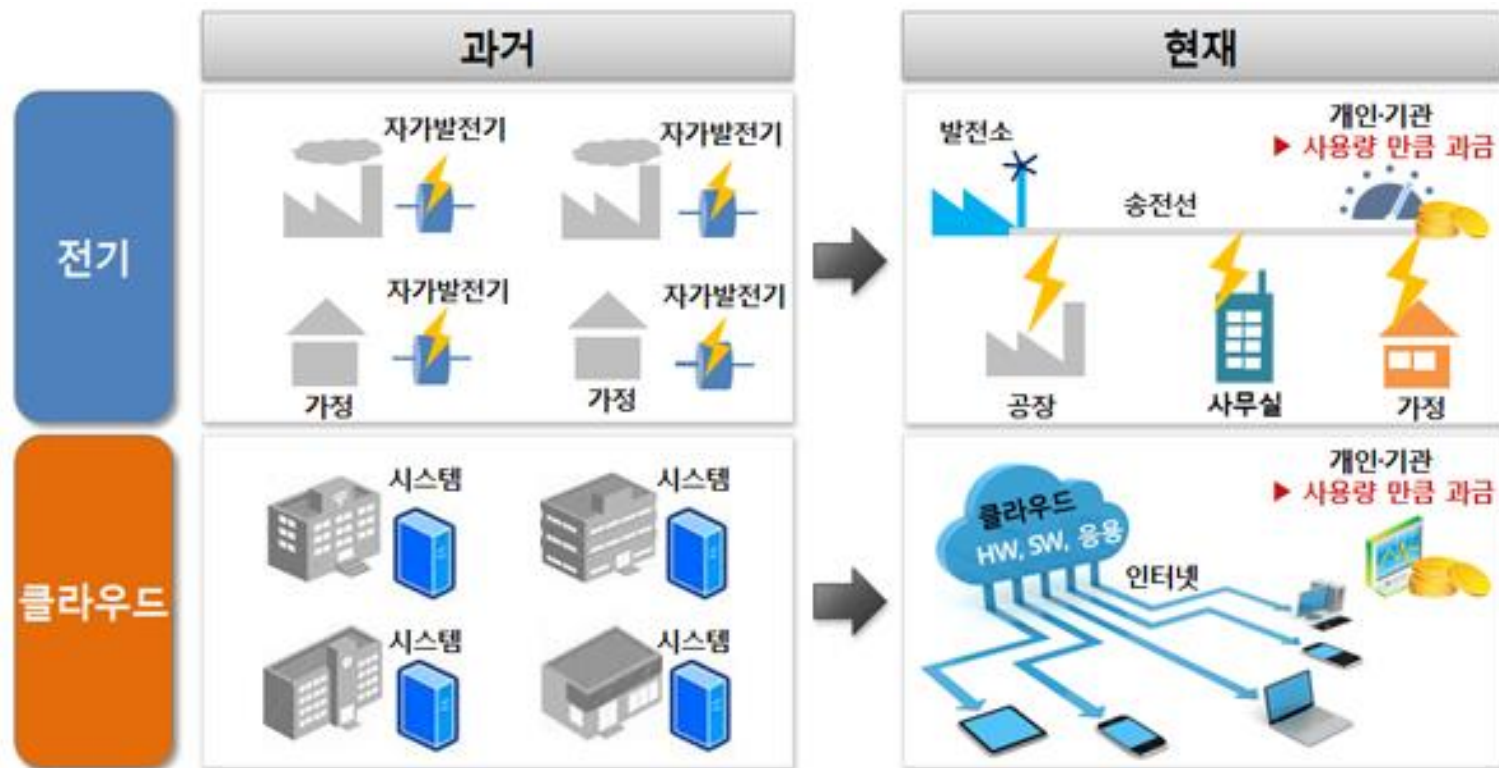 과거
현재
전기
자가발전기
자가발전기
자가발전기
자가발전기
가정
가정
발전소
개인·기관
▶ 사용량 만큼 과금
송전선
공장
사무실
가정
클라우드
시스템
시스템
시스템
시스템
개인·기관
▶ 사용량 만큼 과금
클라우드
HW, SW, 응용
인터넷